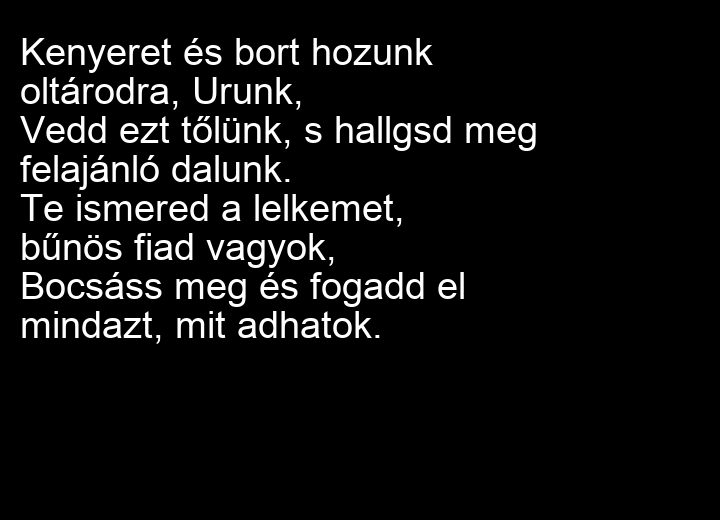 Kenyeret és bort hozunk
oltárodra, Urunk,
Vedd ezt tőlünk, s hallgsd meg
felajánló dalunk.
Te ismered a lelkemet,
bűnös fiad vagyok,
Bocsáss meg és fogadd el
mindazt, mit adhatok.